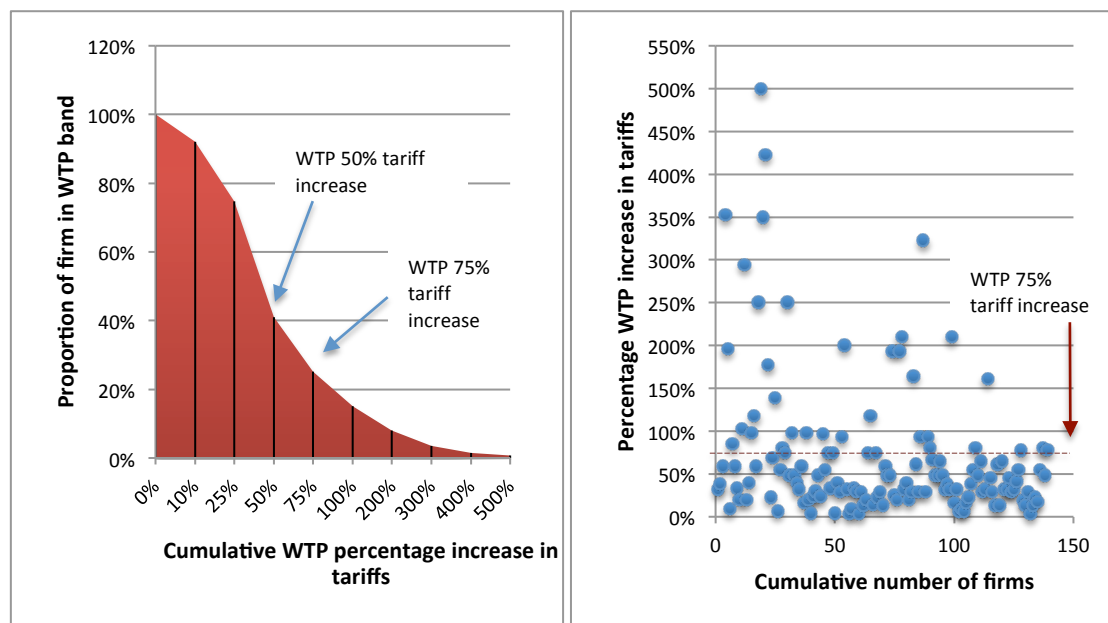 120%
100%
80%
60%
40%
20%
0%
Proportion of firm in WTP band
WTP 50% tariff
increase
WTP 75%
tariff
increase
0%
10%
25%
50%
75%
100%
200%
300%
400%
500%
Cumulative WTP percentage increase in
tariffs
550%
500%
450%
400%
350%
300%
250%
200%
150%
100%
50%
0%
Percentage WTP increase in tariffs
WTP 75%
tariff increase
0
50
100
150
Cumulative number of firms